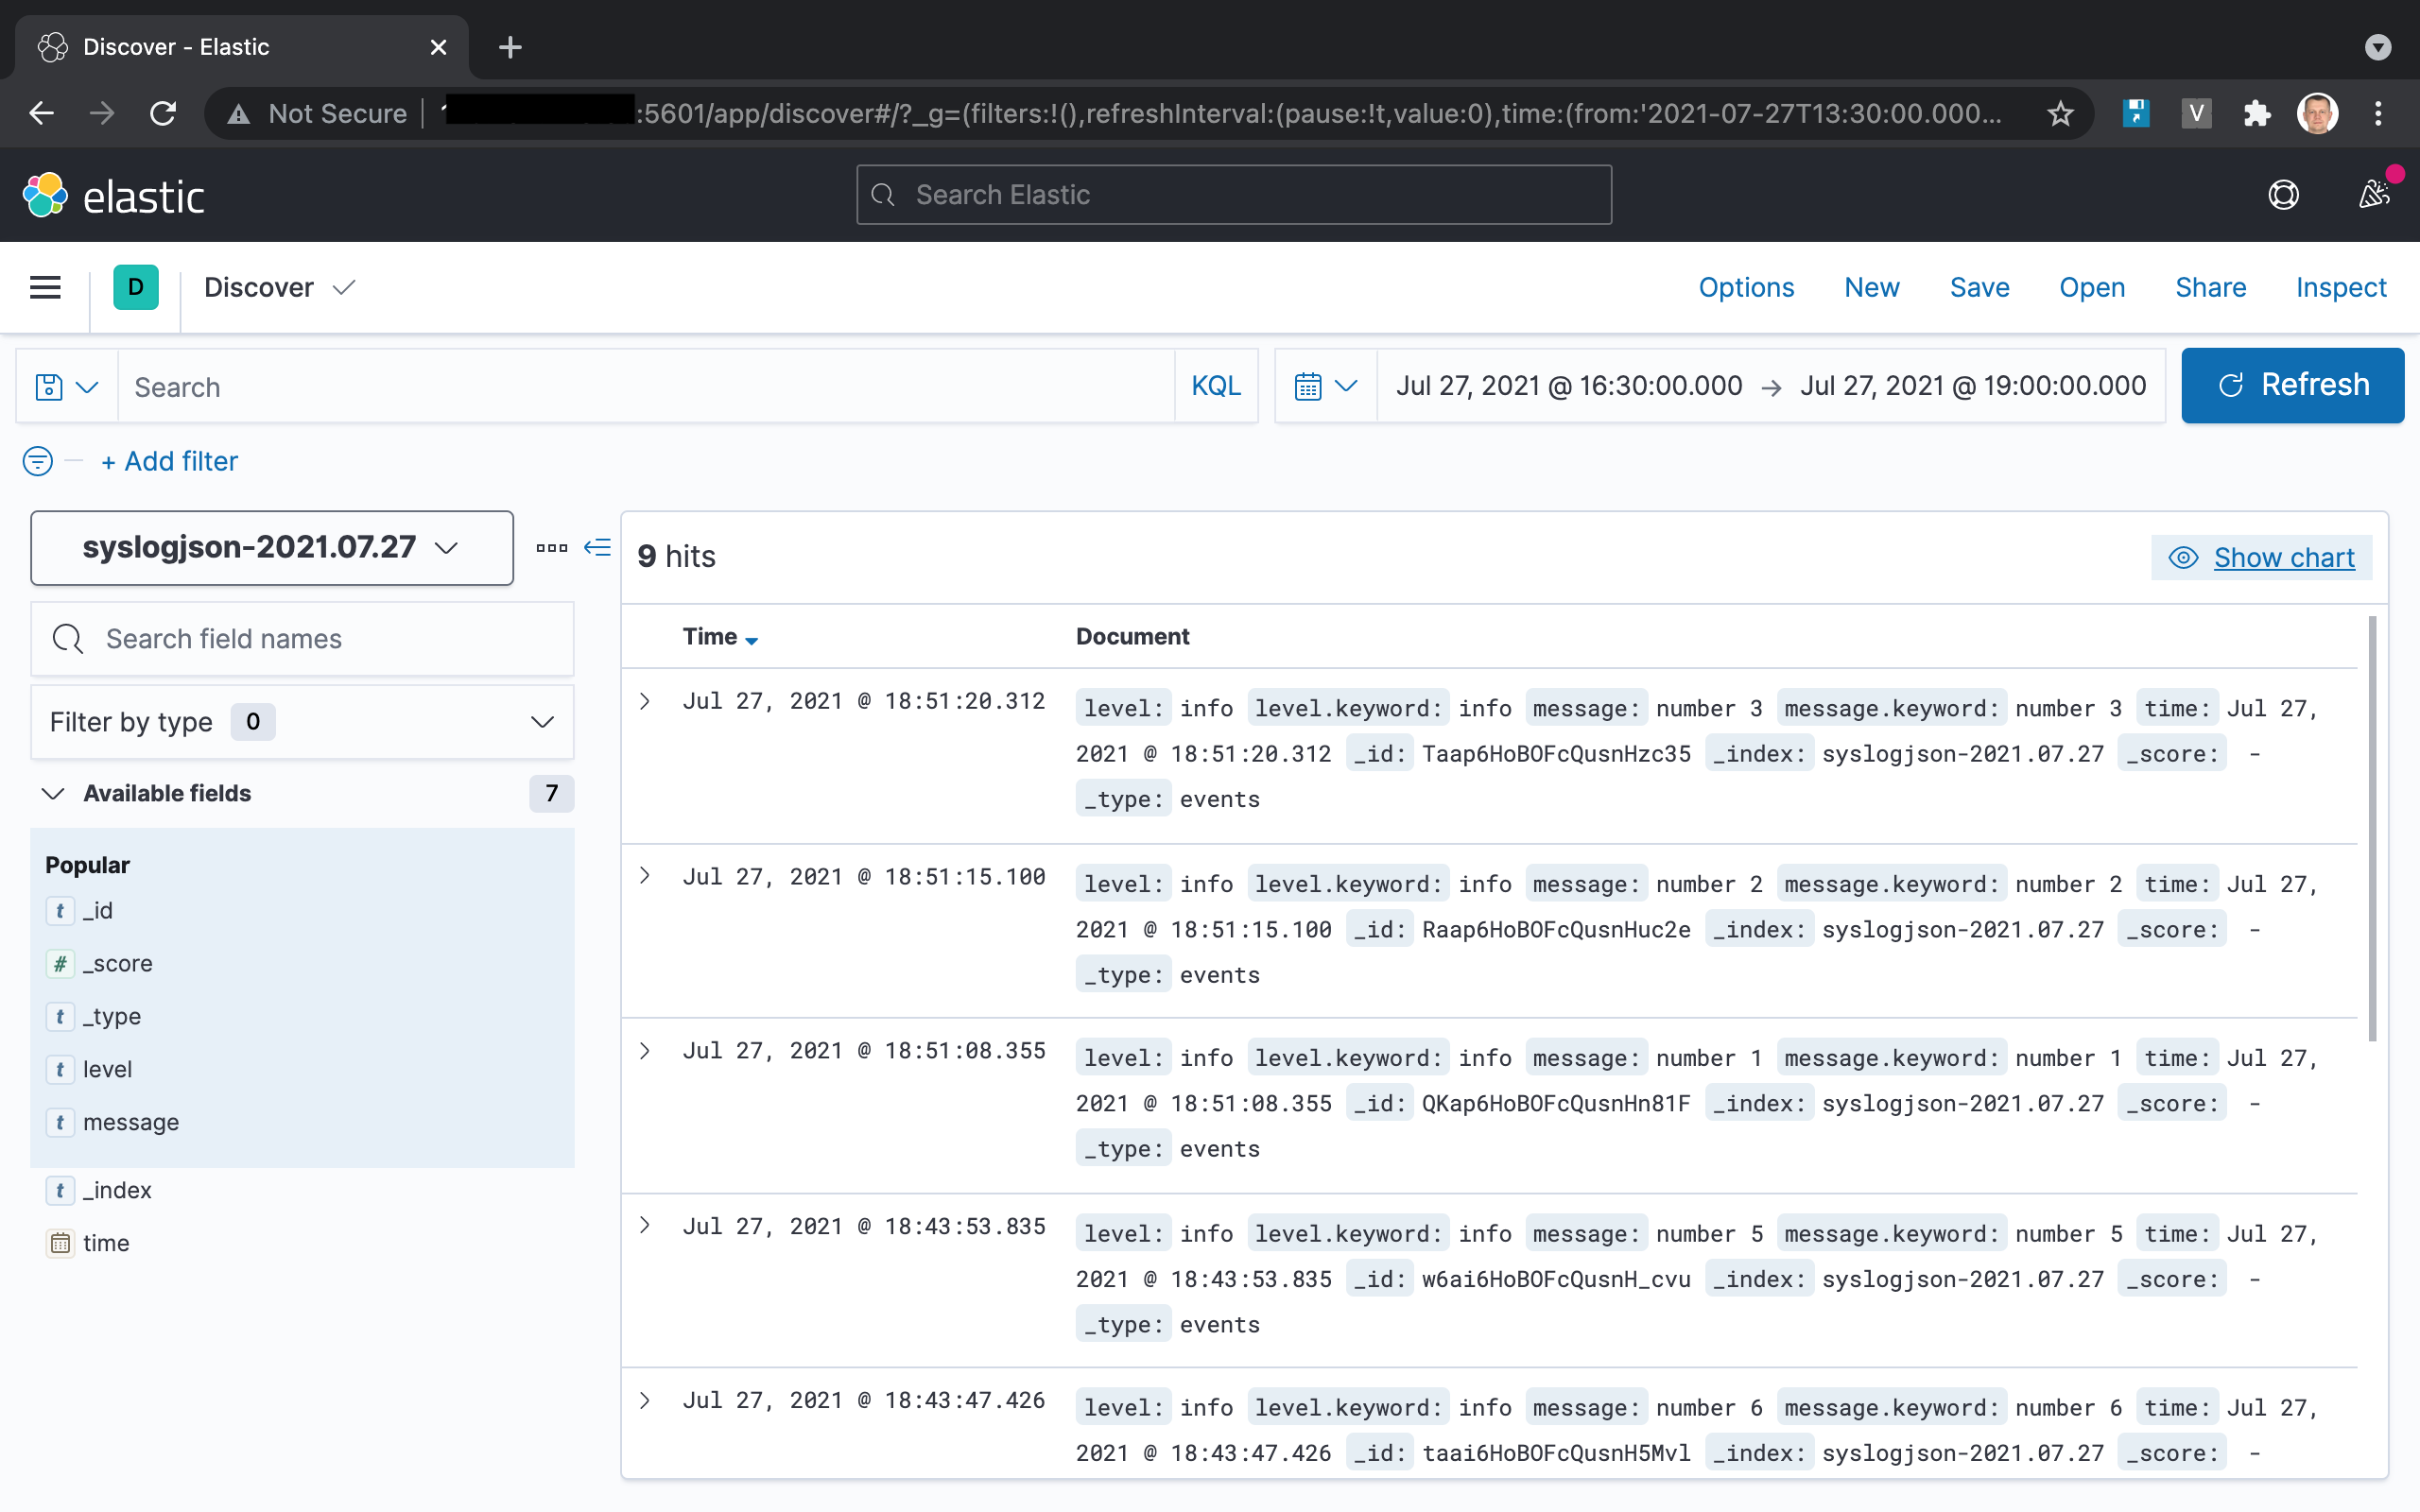 Discover - Elastic
Not Secure :5601/app/discover#/?_g=(filters:!(),refreshInterval:(pause:!t,value:0),time:(from:'2021-07-27T13:30:00.000...
V
elastic
Search Elastic
D Discover
Options New Save Open Share Inspect
Search KQL
Jul 27, 2021 @ 16:30:00.000 → Jul 27, 2021 @ 19:00:00.000
Refresh
+ Add filter
syslogjson-2021.07.27
Search field names
Filter by type 0
Available fields 7
Popular
t _id
# _score
t _type
t level
t message
t _index
time
9 hits
Show chart
Time Document
Jul 27, 2021 @ 18:51:20.312
level: info level.keyword: info message: number 3 message.keyword: number 3 time: Jul 27,
2021 @ 18:51:20.312 _id: Taap6HoBOFcQusnHzc35 _index: syslogjson-2021.07.27 _score: -
_type: events
Jul 27, 2021 @ 18:51:15.100
level: info level.keyword: info message: number 2 message.keyword: number 2 time: Jul 27,
2021 @ 18:51:15.100 _id: Raap6HoBOFcQusnHuc2e _index: syslogjson-2021.07.27 _score: -
_type: events
Jul 27, 2021 @ 18:51:08.355
level: info level.keyword: info message: number 1 message.keyword: number 1 time: Jul 27,
2021 @ 18:51:08.355 _id: QKap6HoBOFcQusnHn81F _index: syslogjson-2021.07.27 _score: -
_type: events
Jul 27, 2021 @ 18:43:53.835
level: info level.keyword: info message: number 5 message.keyword: number 5 time: Jul 27,
2021 @ 18:43:53.835 _id: w6ai6HoBOFcQusnH_cvu _index: syslogjson-2021.07.27 _score: -
_type: events
Jul 27, 2021 @ 18:43:47.426
level: info level.keyword: info message: number 6 message.keyword: number 6 time: Jul 27,
2021 @ 18:43:47.426 _id: taai6HoBOFcQusnH5Mvl _index: syslogjson-2021.07.27 _score: -